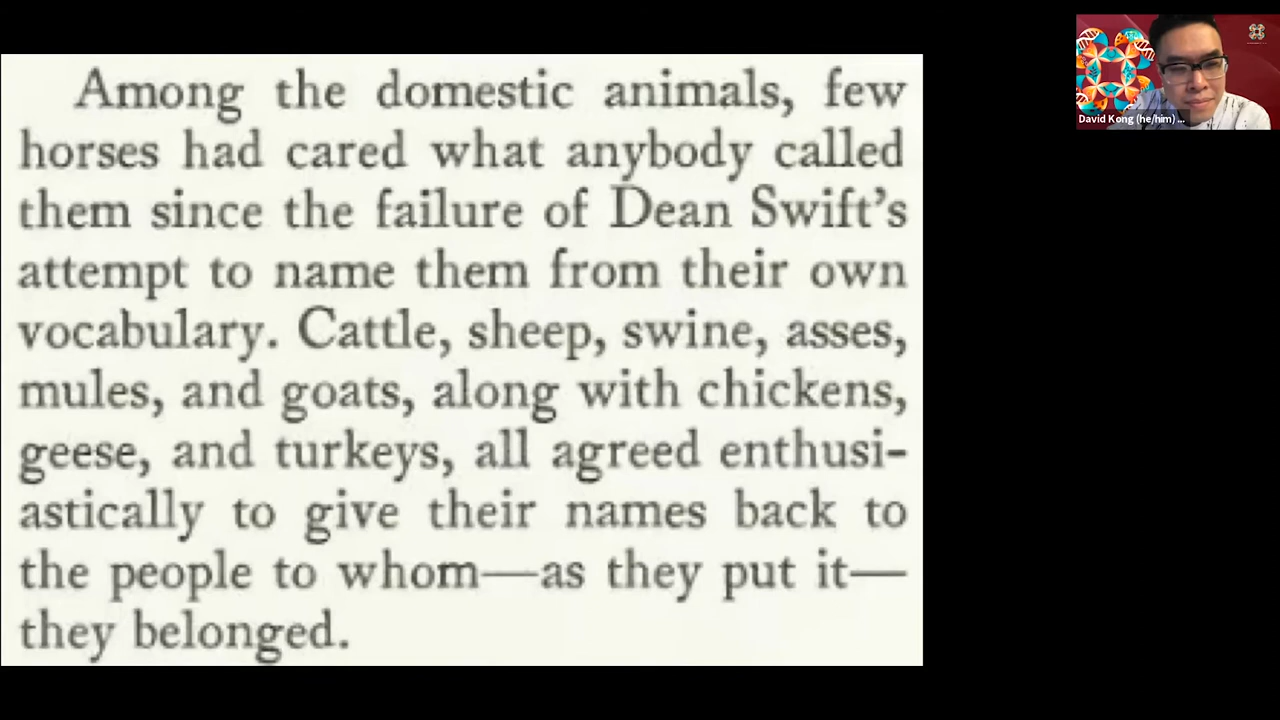 Among the domestic animals, few
horses had cared what anybody called
them since the failure of Dean Swift’s
attempt to name them from their own
vocabulary. Cattle, sheep, swine, asses,
mules, and goats, along with chickens,
geese, and turkeys, all agreed enthusi-
astically to give their names back to
the people to whom—as they put it—
they belonged.
David Kong (he/him) ...